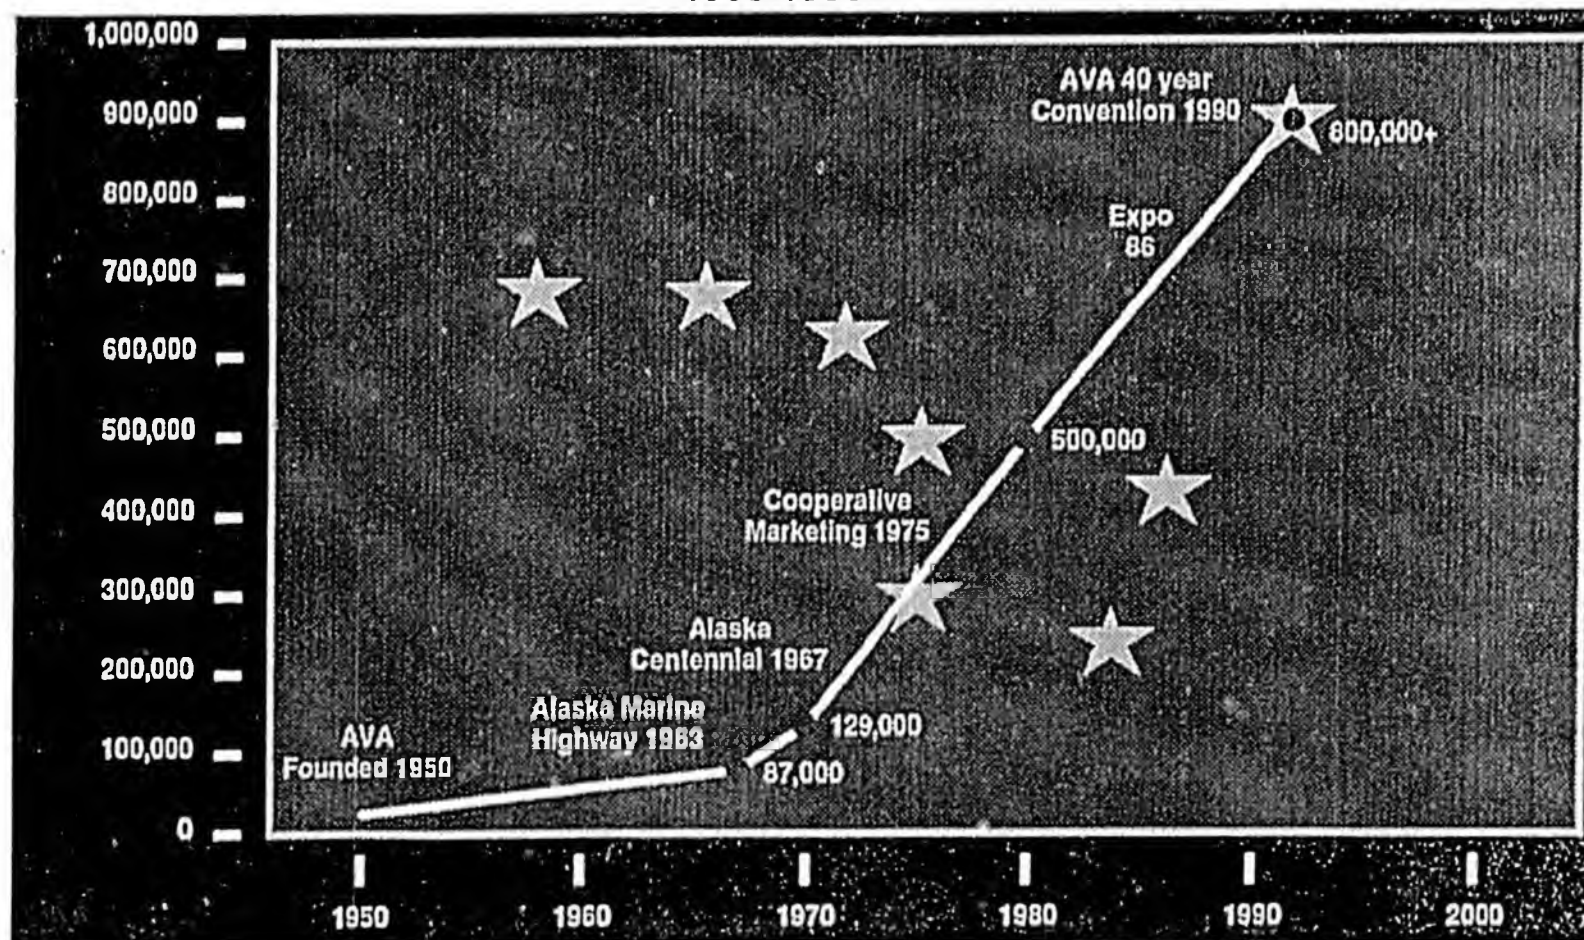 1,000,000
900,000
800,000
700,000
600,000
500,000
400,000
300,000
200,000
100,000
0
AVA 40 year
Convention 1990
800,000+
Expo
86
500,000
Cooperative
Marketing 1975
Alaska
Centennial 1967
Alaska Marine
Highway 1963
129,000
AVA
Founded 1950
87,000
1950
1960
1970
1980
1990
2000